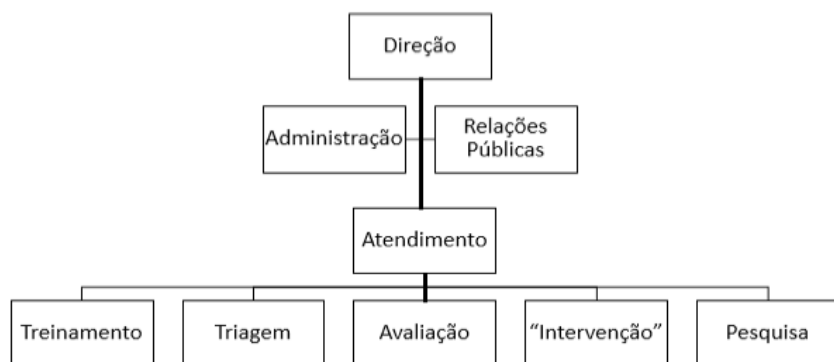 Direção
Administração
Relações
Públicas
Atendimento
Treinamento
Triagem
Avaliação
“Intervenção”
Pesquisa